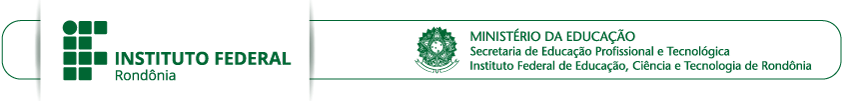 INSTITUTO FEDERAL
Rondônia
MINISTÉRIO DA EDUCAÇÃO
Secretaria de Educação Profissional e Tecnológica
Instituto Federal de Educação, Ciência e Tecnologia de Rondônia